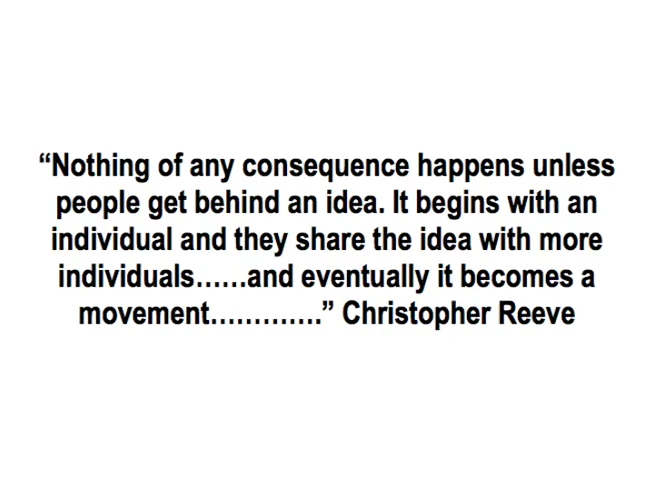 “Nothing of any consequence happens unless
people get behind an idea. It begins with an
individual and they share the idea with more
individuals……and eventually it becomes a
movement………….” Christopher Reeve